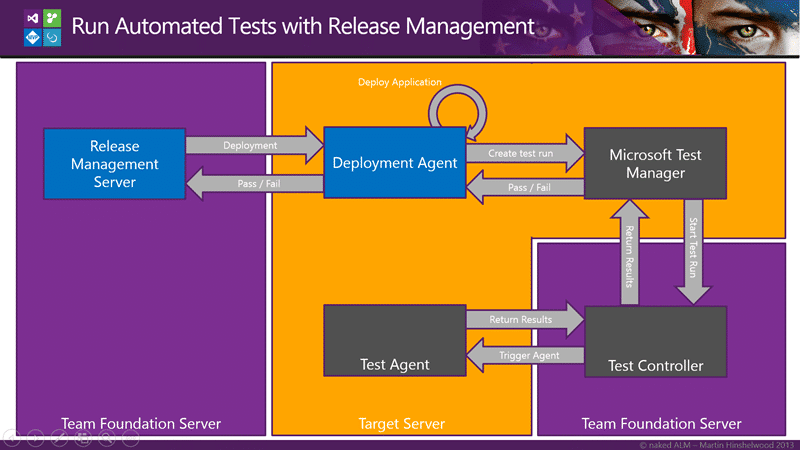 MVP
Run Automated Tests with Release Management
Deploy Application
Release
Management
Server
Deployment
Pass / Fail
Deployment Agent
Create test run
Pass / Fail
Microsoft Test
Manager
Return Results
Start Test Run
Test Agent
Return Results
Trigger Agent
Test Controller
Team Foundation Server
Target Server
Team Foundation Server
© naked ALM – Martin Hinshelwood 2013